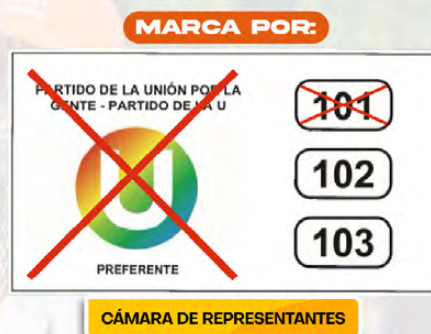 MARCA POR:
PARTIDO DE LA UNIÓN POR LA
GENTE - PARTIDO DE LA U
U
PREFERENTE
101
102
103
CÁMARA DE REPRESENTANTES